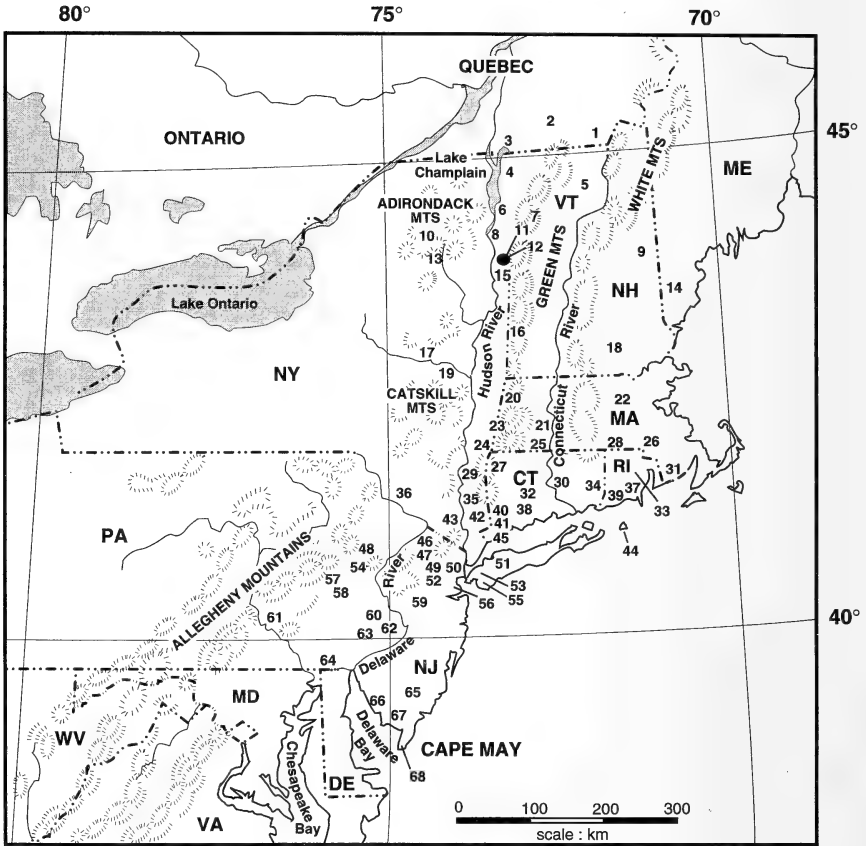 80°
75°
70°
QUEBEC
ONTARIO
2
1
3
45°
Lake
Champlain
4
5
VT
WHITE MTS
ME
ADIRONDACK
MTS
6
7
8
11
10
12
13
9
15
GREEN MTS
14
NH
Lake Ontario
Hudson River
16
River
17
18
19
NY
CATSKILL
MTS
20
22
MA
Connecticut
23
21
24
25
28
26
27
RI
29
CT
31
30
34
37
36
35
32
39
33
38
40
42
43
41
PA
45
44
46
48
47
51
54
49
50
River
53
57
52
55
58
56
59
ALLEGHENY MOUNTAINS
61
60
40°
63
62
64
Delaware
NJ
MD
65
66
67
WV
Delaware
Bay
CAPE MAY
Chesapeake
Bay
68
DE
VA
0
100
200
300
scale : km